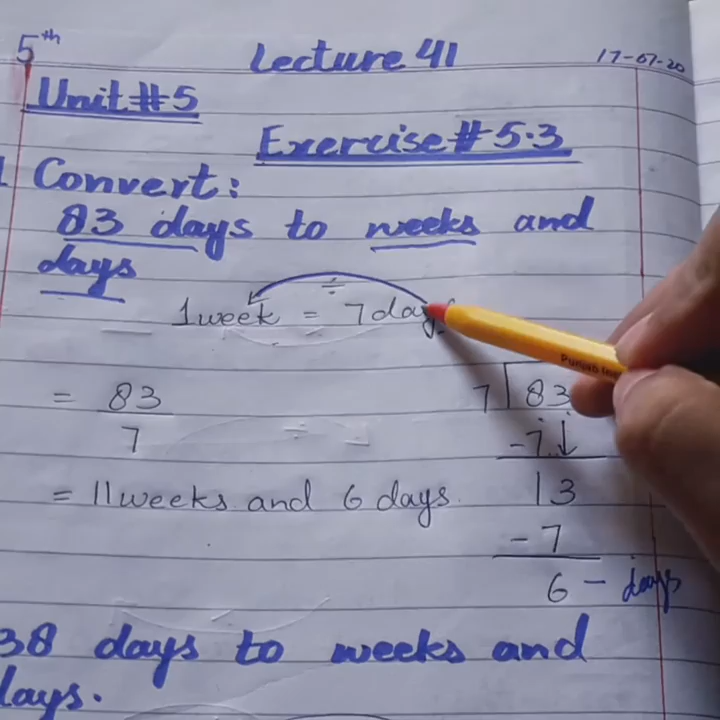 5th Lecture 41 17-07-20
Unit#5
Exercise#5.3
Convert:
83 days to weeks and
days
÷
1week = 7days
= 83
7
7 83
-7↓
÷
= 11weeks and 6 days.
13
-7
6 - days
38 days to weeks and
days.